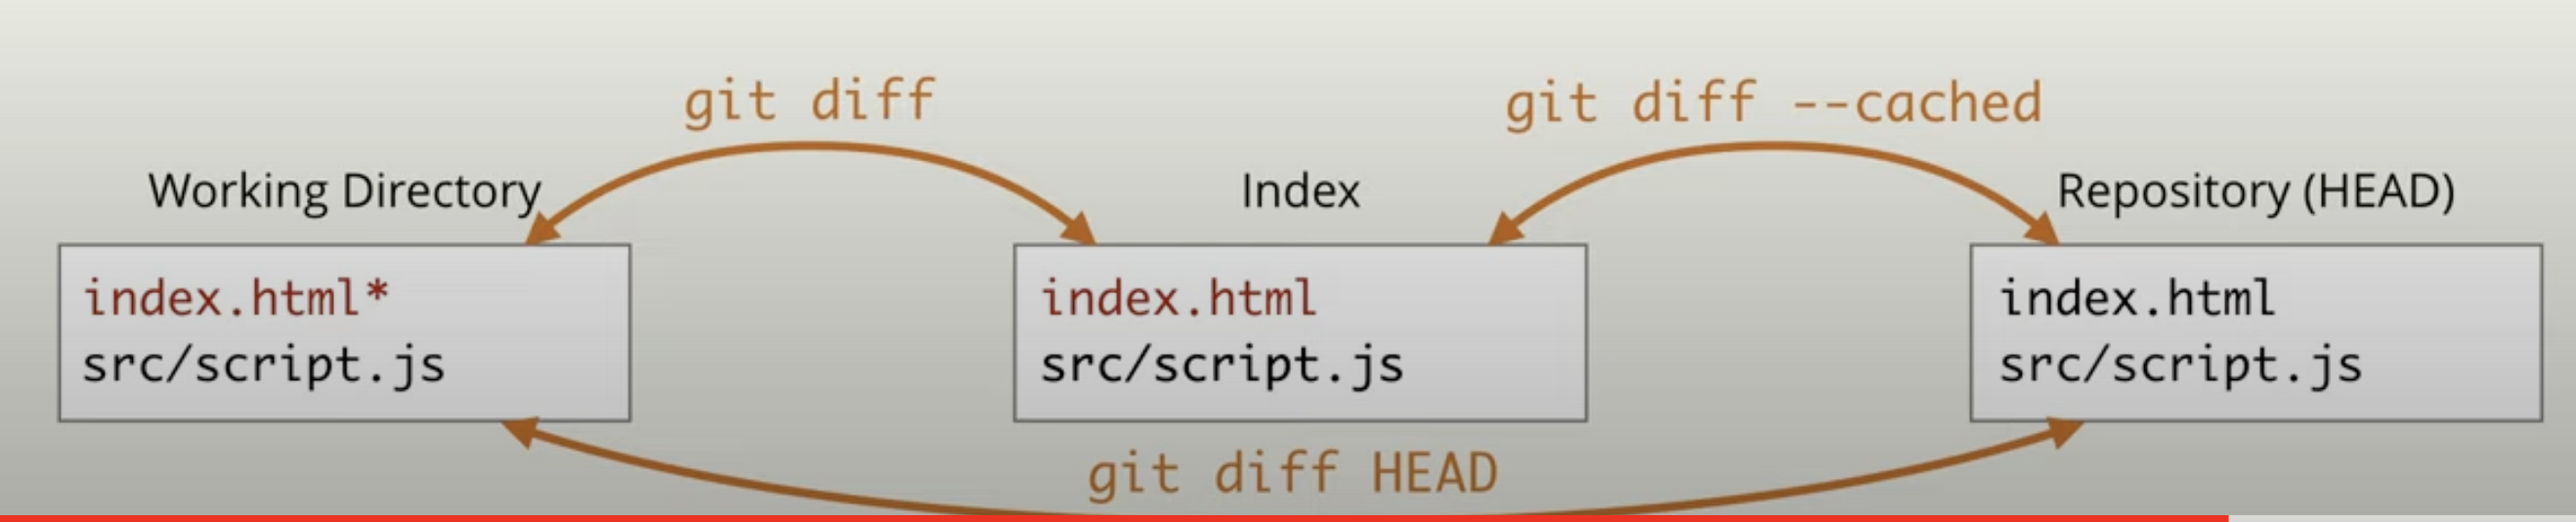 git diff
git diff --cached
Working Directory
Index
Repository (HEAD)
index.html*
src/script.js
index.html
src/script.js
index.html
src/script.js
git diff HEAD